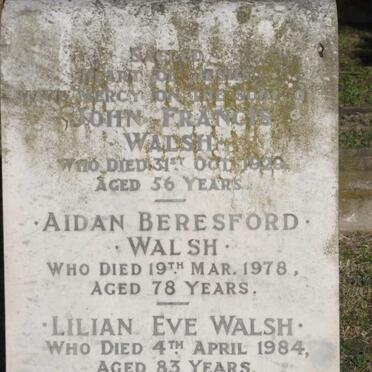 SACRED
HEART OF
MERCY ON THE SOUL OF
JOHN FRANCIS
WALSH
WHO DIED 31ST OCT.
AGED 56 YEARS
·AIDAN BERESFORD·
·WALSH·
WHO DIED 19TH MAR. 1978,
AGED 78 YEARS.
·LILIAN EVE WALSH·
WHO DIED 4TH APRIL 1984,
AGED 83 YEARS.